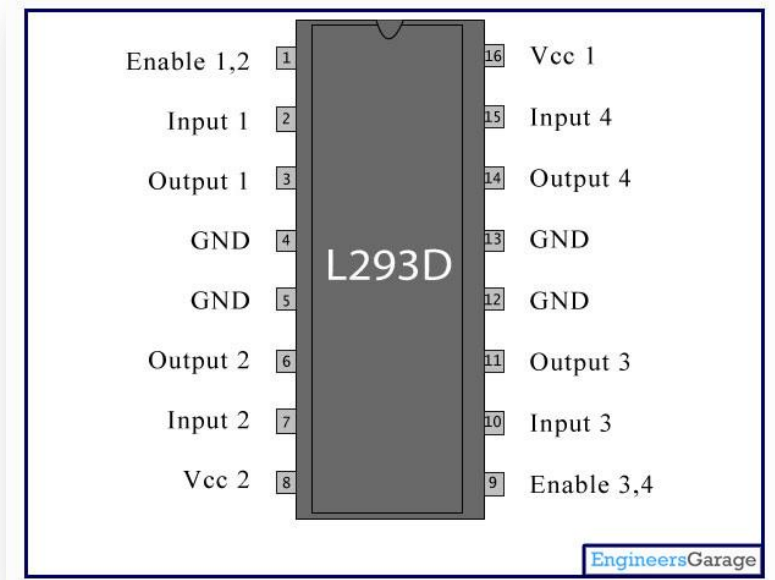 Enable 1,2 1 16 Vcc 1
Input 1 2 15 Input 4
Output 1 3 14 Output 4
GND 4 13 GND
L293D
GND 5 12 GND
Output 2 6 11 Output 3
Input 2 7 10 Input 3
Vcc 2 8 9 Enable 3,4
EngineersGarage